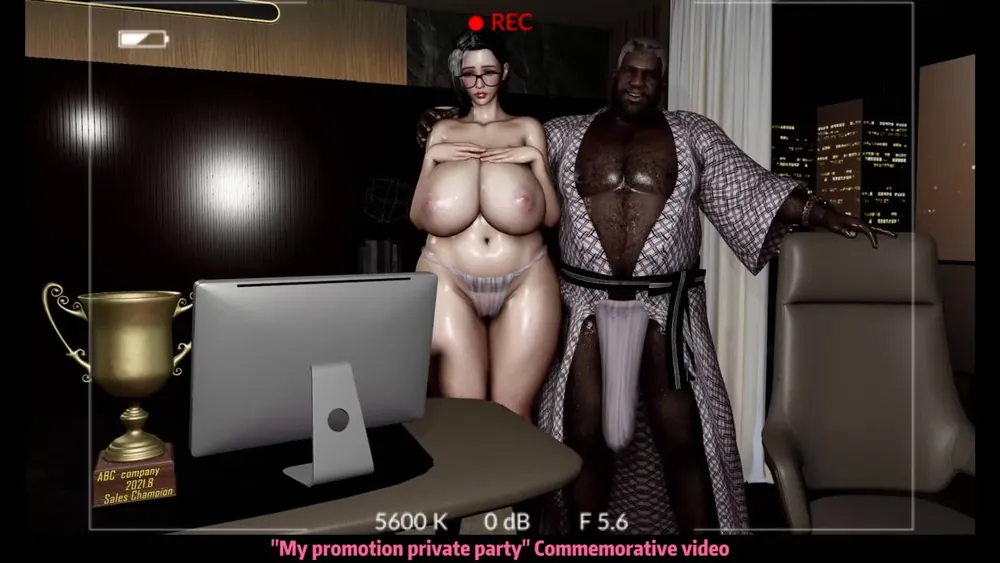 REC
ABC company
2021.8
Sales Champion
5600 K 0 dB F 5.6
"My promotion private party" Commemorative video